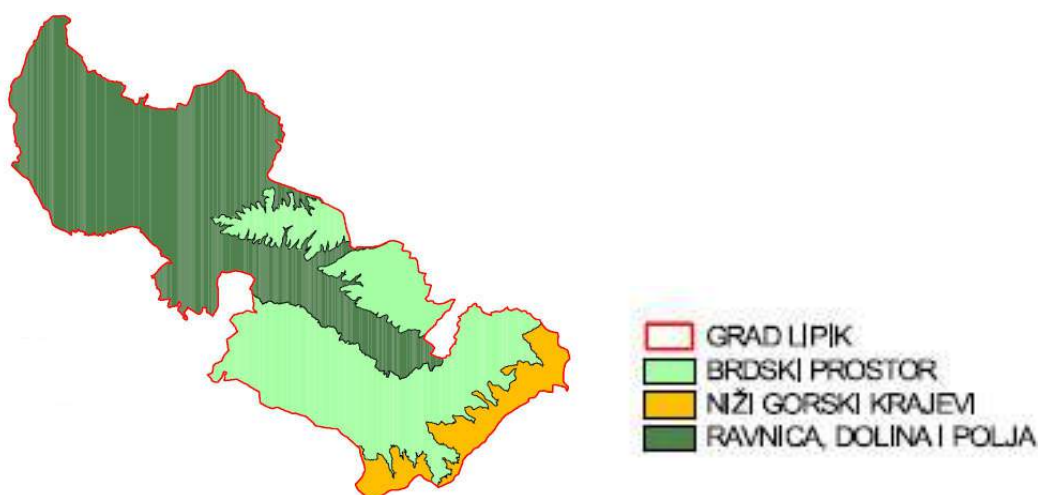 GRAD LIPIK
BRDSKI PROSTOR
NIŽI GORSKI KRAJEVI
RAVNICA, DOLINA I POLJA